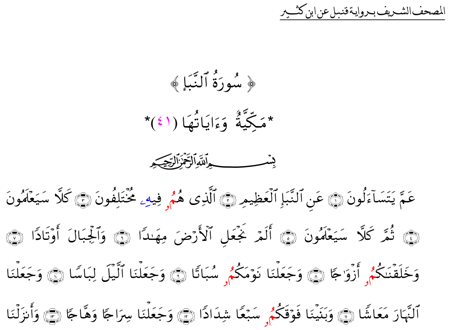 المصحف الشريف برواية قنبل عن ابن كثير
﴿ سُورَةُ ٱلنَّبَإِ ﴾
*مَكِّيَّةٌ وَءَايَاتُهَا (٤١)*
بِسْمِ ٱللَّهِ ٱلرَّحْمَٰنِ ٱلرَّحِيمِ
عَمَّ يَتَسَآءَلُونَ ۝١ عَنِ ٱلنَّبَإِ ٱلْعَظِيمِ ۝٢ ٱلَّذِى هُمُۥ فِيهِۦ مُخْتَلِفُونَ ۝٣ كَلَّا سَيَعْلَمُونَ
۝٤ ثُمَّ كَلَّا سَيَعْلَمُونَ ۝٥ أَلَمْ نَجْعَلِ ٱلْأَرْضَ مِهَٰدًا ۝٦ وَٱلْجِبَالَ أَوْتَادًا ۝٧
وَخَلَقْنَٰكُمُۥ أَزْوَٰجًا ۝٨ وَجَعَلْنَا نَوْمَكُمُۥ سُبَاتًا ۝٩ وَجَعَلْنَا ٱلَّيْلَ لِبَاسًا ۝١٠ وَجَعَلْنَا
ٱلنَّهَارَ مَعَاشًا ۝١١ وَبَنَيْنَا فَوْقَكُمُۥ سَبْعًا شِدَادًا ۝١٢ وَجَعَلْنَا سِرَاجًا وَهَّاجًا ۝١٣ وَأَنزَلْنَا